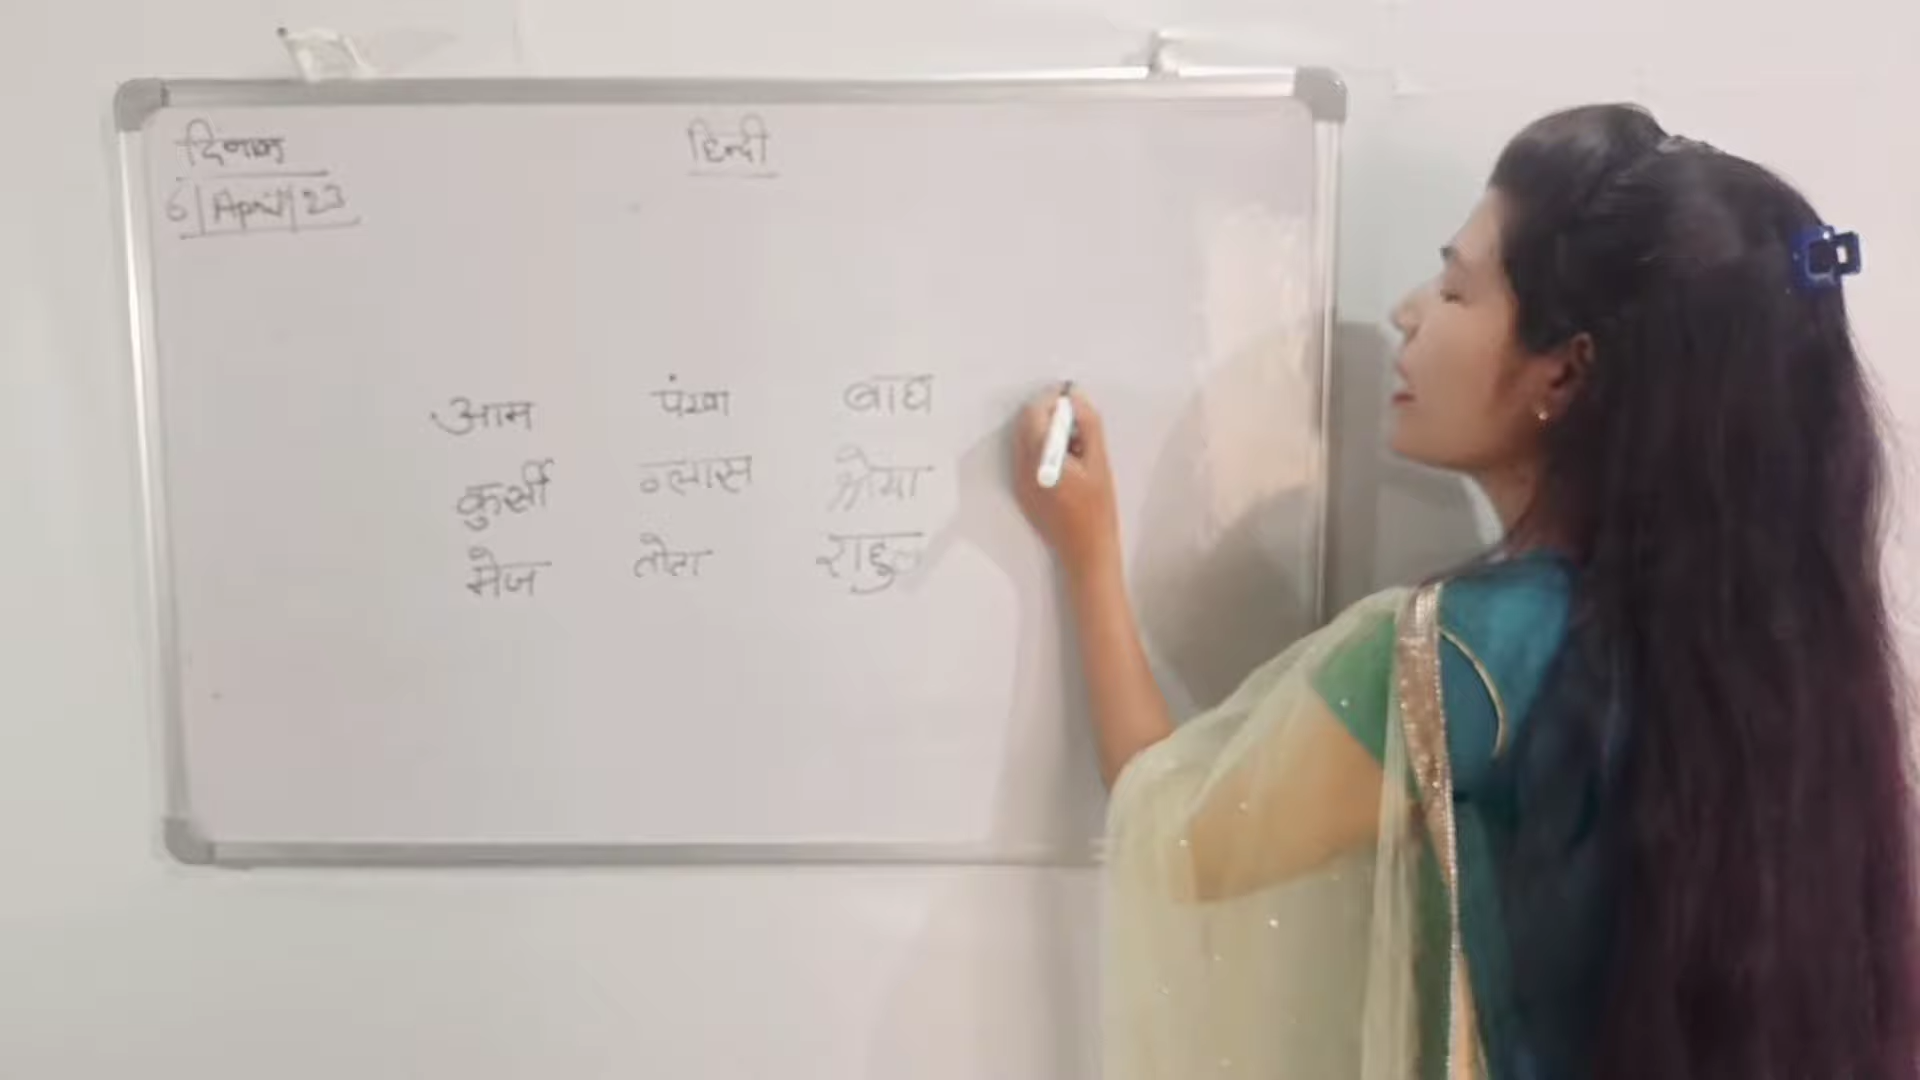 दिनांक हिन्दी
6/April/23
आम पंखा बाघ
कुर्सी ग्लास श्रेया
मेज तोता राहुल